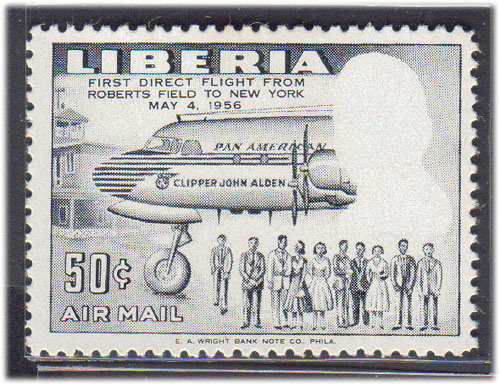 LIBERIA
FIRST DIRECT FLIGHT FROM
ROBERTS FIELD TO NEW YORK
MAY 4, 1956
PAN AMERICAN
CLIPPER JOHN ALDEN
50¢
AIR MAIL
E. A. WRIGHT BANK NOTE CO., PHILA.